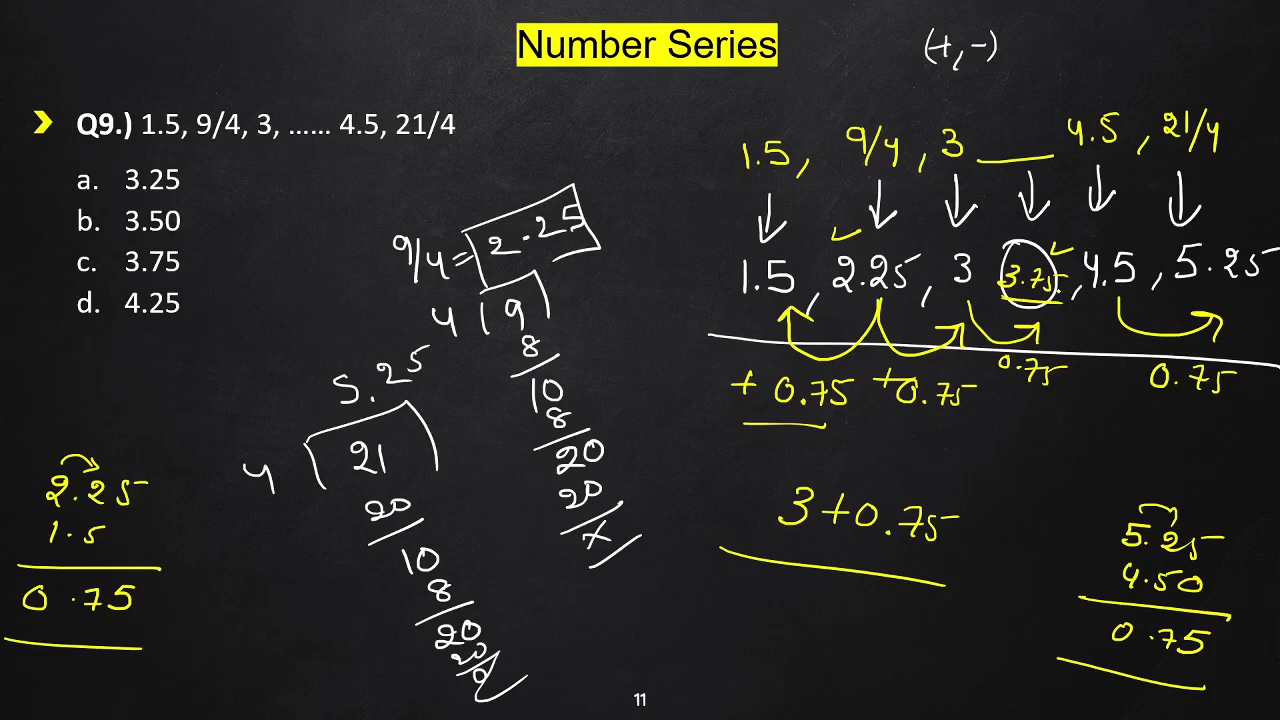 Number Series
(+, -)
Q9.) 1.5, 9/4, 3, …… 4.5, 21/4
a. 3.25
b. 3.50
c. 3.75
d. 4.25
1.5, 9/4, 3 ___ 4.5, 21/4
1.5, 2.25, 3 3.75, 4.5, 5.25
+ 0.75 +0.75 0.75 0.75
3+0.75
9/4= 2.25
4 9
8
10
8
20
20
x
5.25
4 21
20
10
8
20
20
2.25
1.5
0.75
5.25
4.50
0.75
11